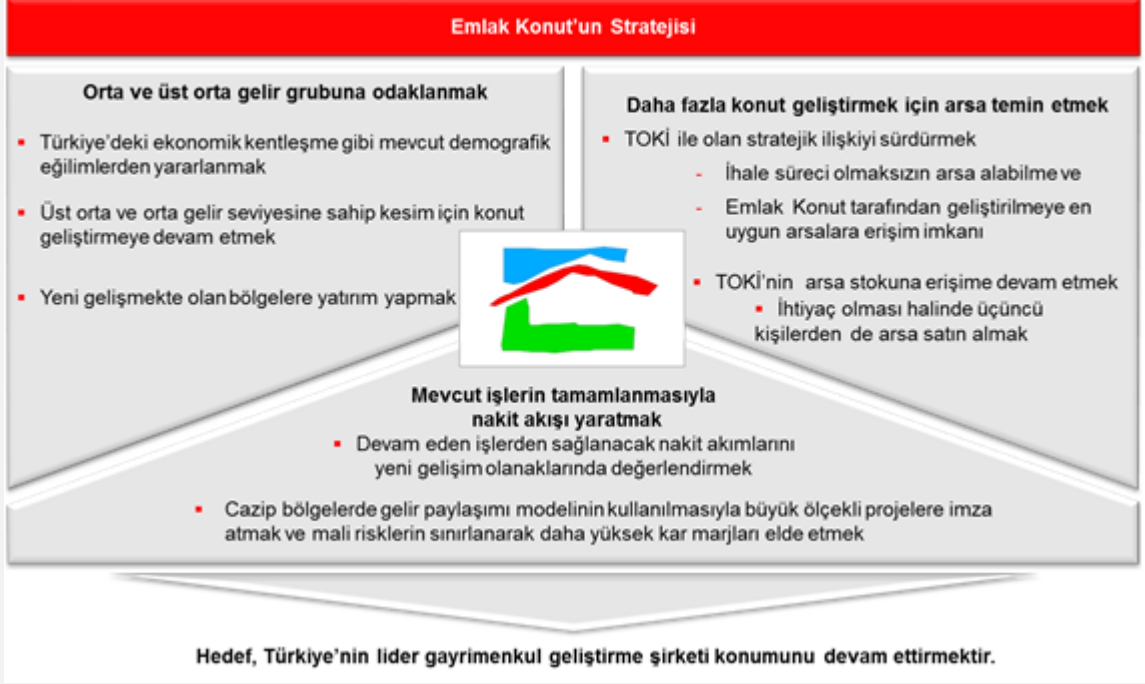 Emlak Konut'un Stratejisi
Orta ve üst orta gelir grubuna odaklanmak
▪ Türkiye'deki ekonomik kentleşme gibi mevcut demografik
eğilimlerden yararlanmak
▪ Üst orta ve orta gelir seviyesine sahip kesim için konut
geliştirmeye devam etmek
▪ Yeni gelişmekte olan bölgelere yatırım yapmak
Daha fazla konut geliştirmek için arsa temin etmek
▪ TOKİ ile olan stratejik ilişkiyi sürdürmek
- İhale süreci olmaksızın arsa alabilme ve
- Emlak Konut tarafından geliştirilmeye en
uygun arsalara erişim imkanı
▪ TOKİ'nin arsa stokuna erişime devam etmek
▪ İhtiyaç olması halinde üçüncü
kişilerden de arsa satın almak
Mevcut işlerin tamamlanmasıyla
nakit akışı yaratmak
▪ Devam eden işlerden sağlanacak nakit akımlarını
yeni gelişim olanaklarında değerlendirmek
▪ Cazip bölgelerde gelir paylaşımı modelinin kullanılmasıyla büyük ölçekli projelere imza
atmak ve mali risklerin sınırlanarak daha yüksek kar marjları elde etmek
Hedef, Türkiye'nin lider gayrimenkul geliştirme şirketi konumunu devam ettirmektir.